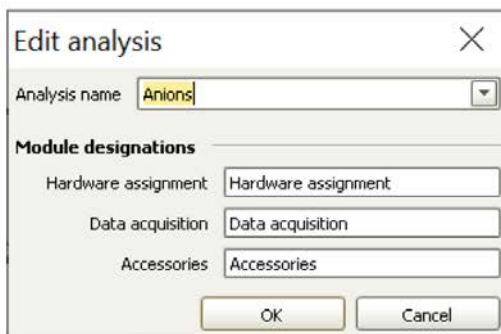 Edit analysis
Analysis name Anions
Module designations
Hardware assignment Hardware assignment
Data acquisition Data acquisition
Accessories Accessories
OK Cancel